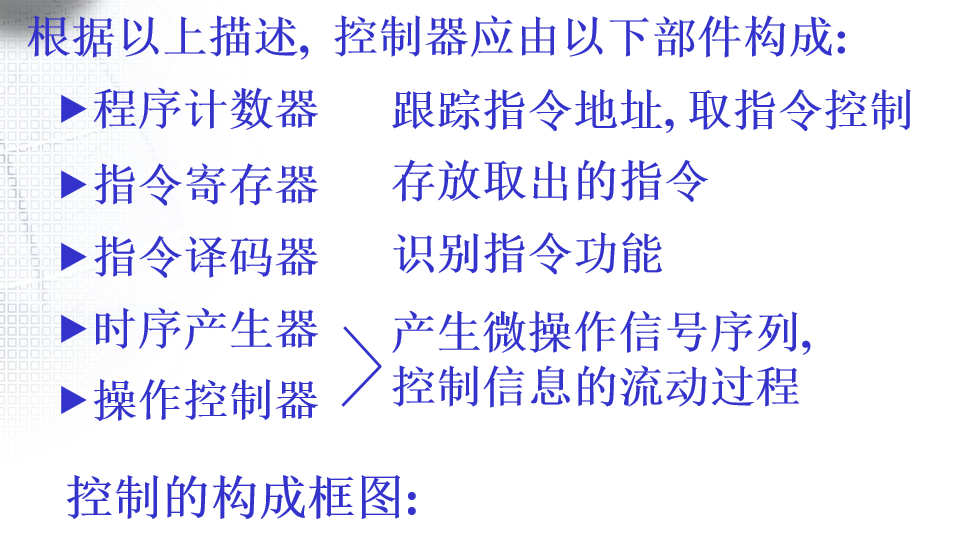 根据以上描述, 控制器应由以下部件构成:
▶程序计数器 跟踪指令地址, 取指令控制
▶指令寄存器 存放取出的指令
▶指令译码器 识别指令功能
▶时序产生器 产生微操作信号序列,
▶操作控制器 控制信息的流动过程
控制的构成框图: